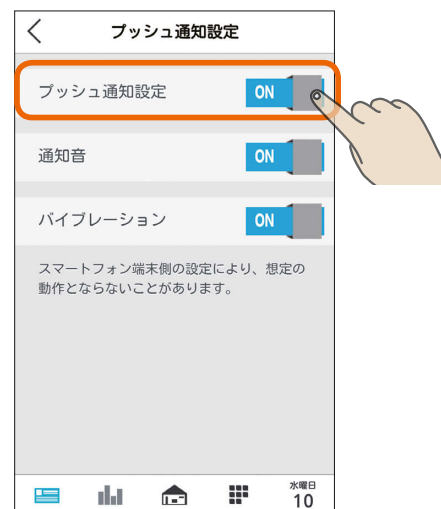 プッシュ通知設定
プッシュ通知設定 ON
通知音 ON
バイブレーション ON
スマートフォン端末側の設定により、想定の
動作とならないことがあります。
水曜日
10